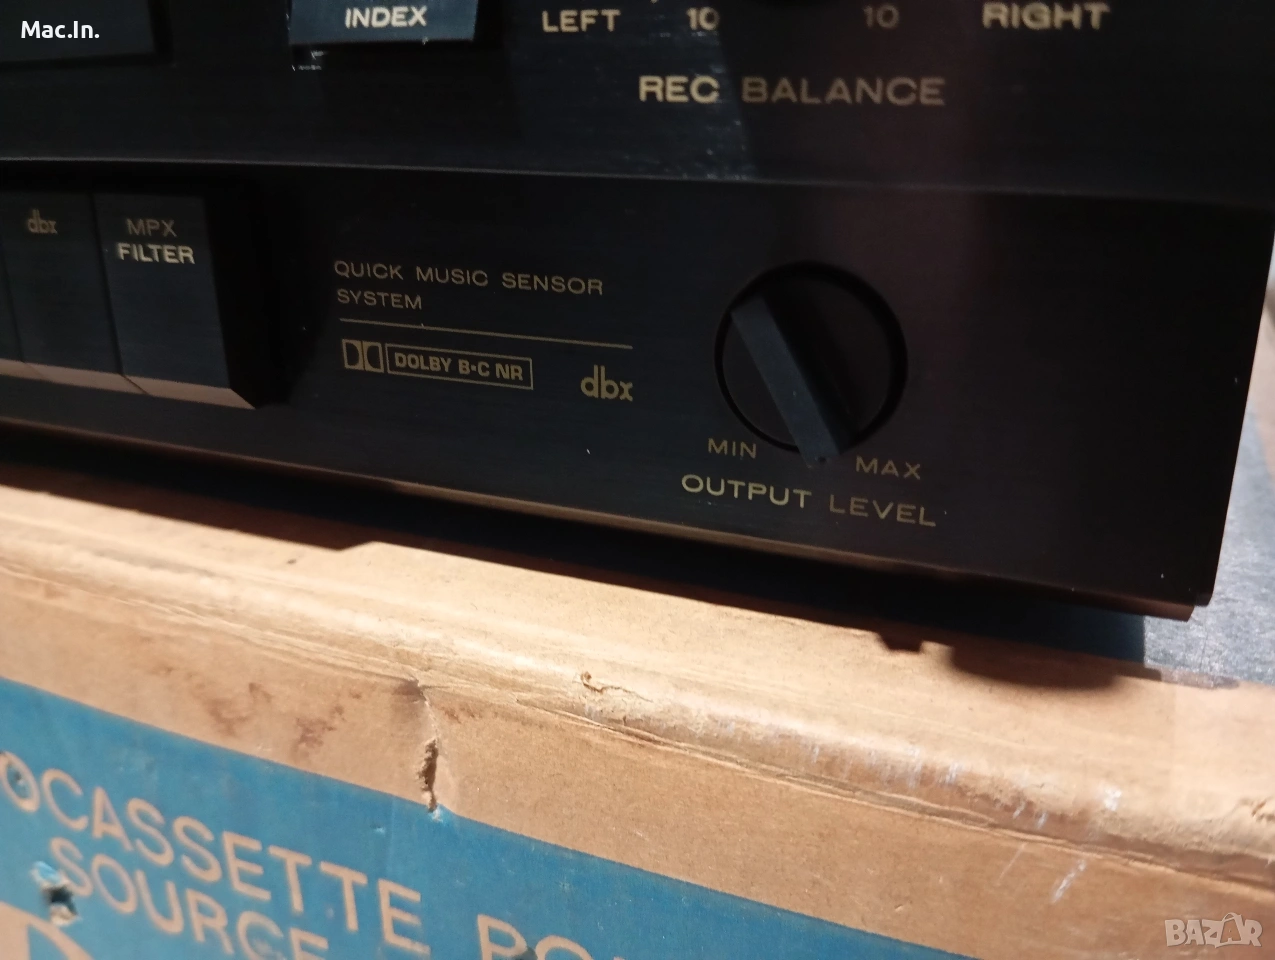 Mac.In.
INDEX
LEFT 10 10 RIGHT
REC BALANCE
dbx
MPX
FILTER
QUICK MUSIC SENSOR
SYSTEM
DOLBY B·C NR
dbx
MIN MAX
OUTPUT LEVEL
CASSETTE
SOURCE
BAZAR